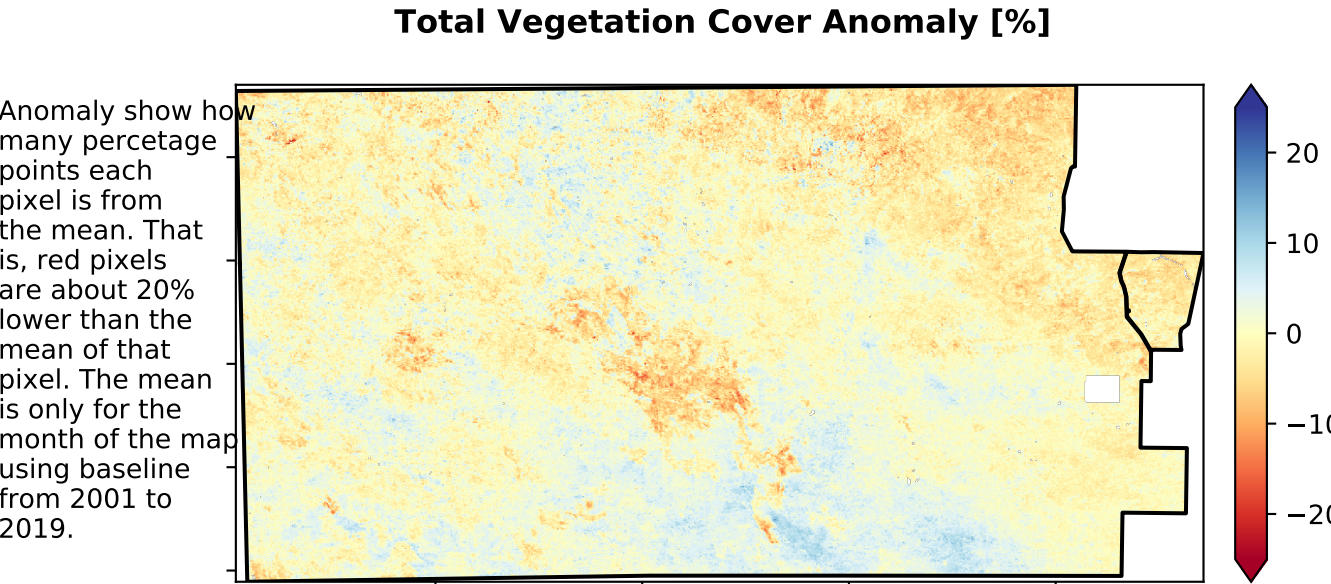 Total Vegetation Cover Anomaly [%]
Anomaly show how
many percetage
points each
pixel is from
the mean. That
is, red pixels
are about 20%
lower than the
mean of that
pixel. The mean
is only for the
month of the map
using baseline
from 2001 to
2019.
20
10
0
−10
−20